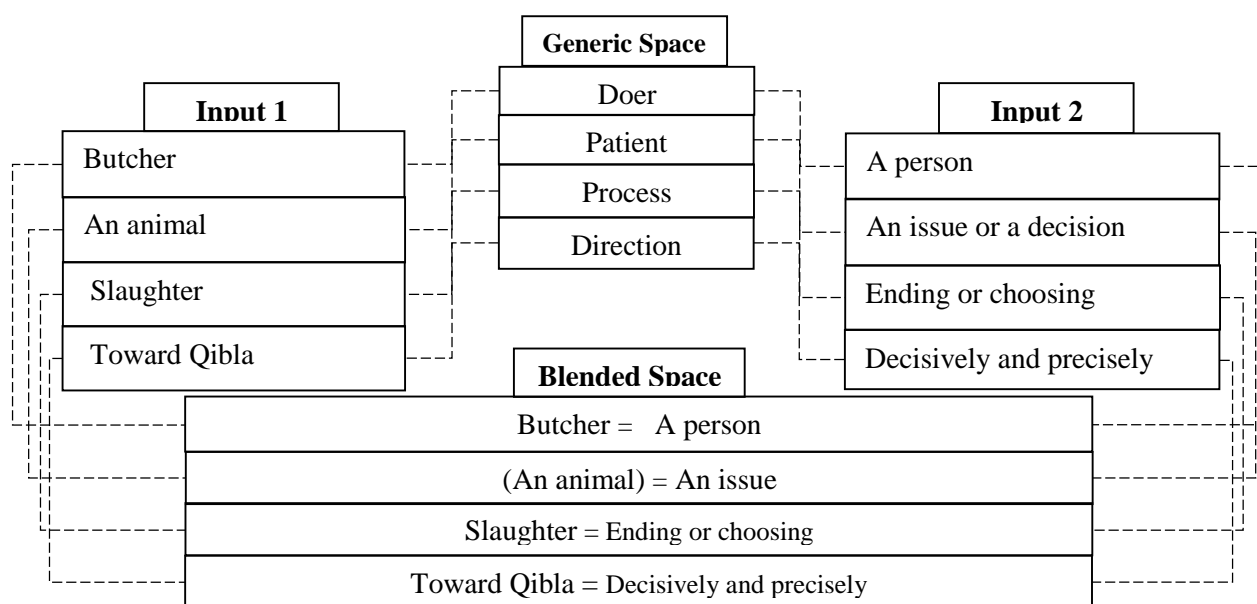 Generic Space
Doer
Patient
Process
Direction
Input 1
Butcher
An animal
Slaughter
Toward Qibla
Input 2
A person
An issue or a decision
Ending or choosing
Decisively and precisely
Blended Space
Butcher = A person
(An animal) = An issue
Slaughter = Ending or choosing
Toward Qibla = Decisively and precisely